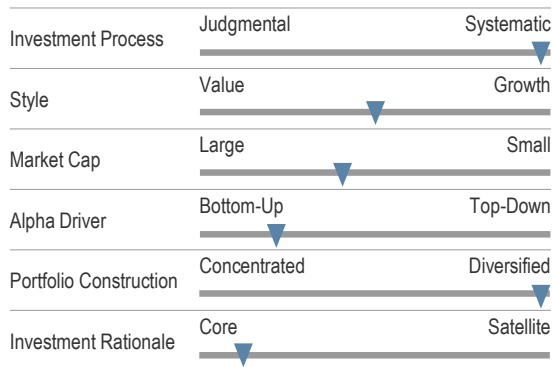 Investment Process
Judgmental Systematic
Style
Value Growth
Market Cap
Large Small
Alpha Driver
Bottom-Up Top-Down
Portfolio Construction
Concentrated Diversified
Investment Rationale
Core Satellite